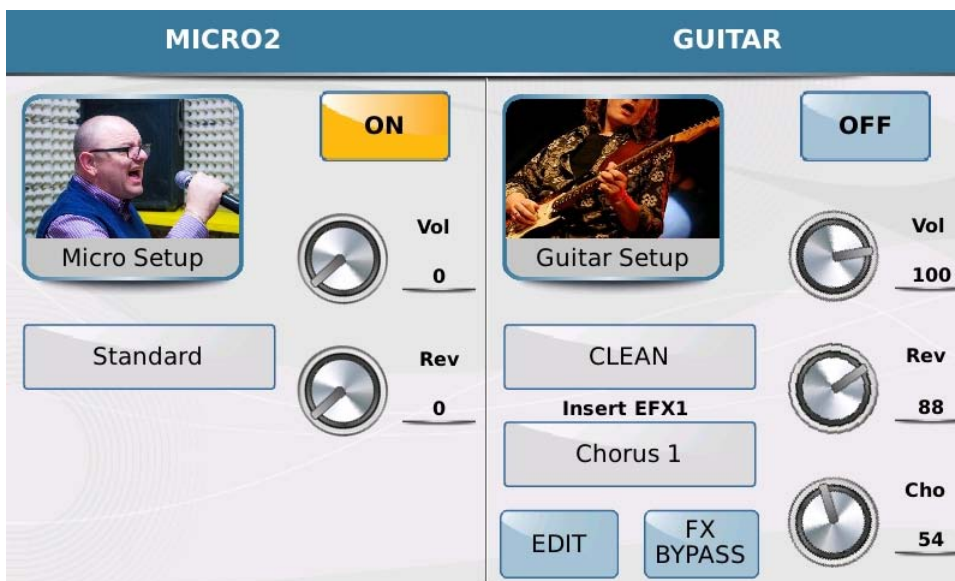 MICRO2
ON
Vol
0
Micro Setup
Standard
Rev
0
GUITAR
OFF
Vol
100
Guitar Setup
CLEAN
Rev
88
Insert EFX1
Chorus 1
Cho
54
EDIT
FX
BYPASS